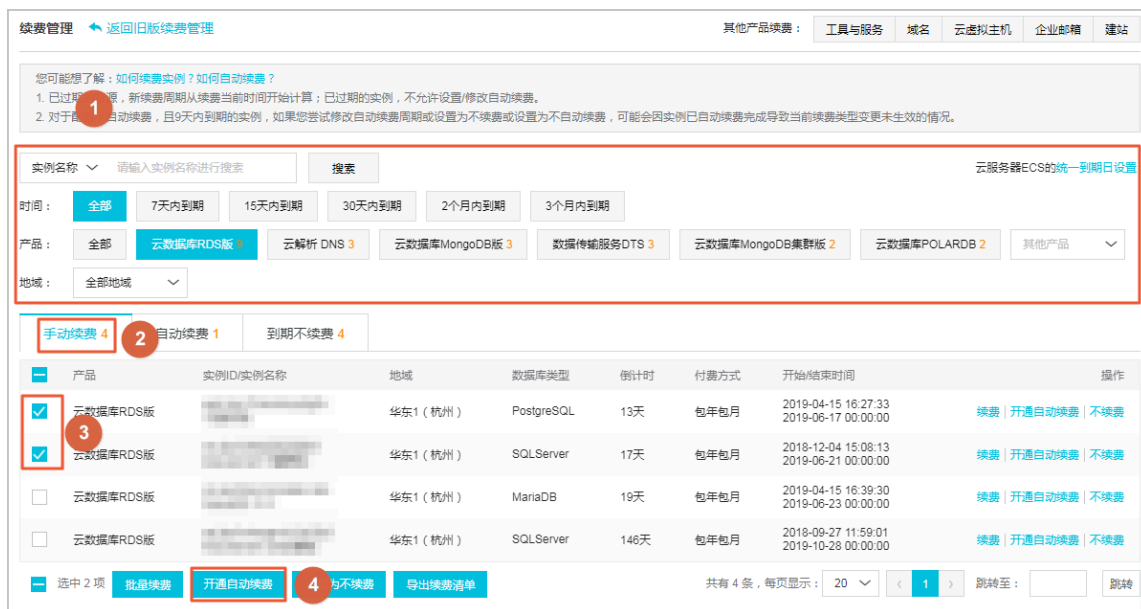 续费管理 返回旧版续费管理 其他产品续费： 工具与服务 域名 云虚拟主机 企业邮箱 建站
您可能想了解：如何续费实例？如何自动续费？
1. 已过期 源，新续费周期从续费当前时间开始计算；已过期的实例，不允许设置/修改自动续费。
1
2. 对于 自动续费，且9天内到期的实例，如果您尝试修改自动续费周期或设置为不续费或设置为不自动续费，可能会因实例已自动续费完成导致当前续费类型变更未生效的情况。
实例名称 请输入实例名称进行搜索 搜索 云服务器ECS的统一到期日设置
时间： 全部 7天内到期 15天内到期 30天内到期 2个月内到期 3个月内到期
产品： 全部 云数据库RDS版 9 云解析 DNS 3 云数据库MongoDB版 3 数据传输服务DTS 3 云数据库MongoDB集群版 2 云数据库POLARDB 2 其他产品
地域： 全部地域
手动续费 4 2 自动续费 1 到期不续费 4
产品 实例ID/实例名称 地域 数据库类型 倒计时 付费方式 开始/结束时间 操作
云数据库RDS版 华东1（杭州） PostgreSQL 13天 包年包月 2019-04-15 16:27:33 续费 开通自动续费 不续费
2019-06-17 00:00:00
3
云数据库RDS版 华东1（杭州） SQLServer 17天 包年包月 2018-12-04 15:08:13 续费 开通自动续费 不续费
2019-06-21 00:00:00
云数据库RDS版 华东1（杭州） MariaDB 19天 包年包月 2019-04-15 16:39:30 续费 开通自动续费 不续费
2019-06-23 00:00:00
云数据库RDS版 华东1（杭州） SQLServer 146天 包年包月 2018-09-27 11:59:01 续费 开通自动续费 不续费
2019-10-28 00:00:00
选中 2 项 批量续费 开通自动续费 4 为不续费 导出续费清单 共有 4 条，每页显示： 20 1 跳转至： 跳转